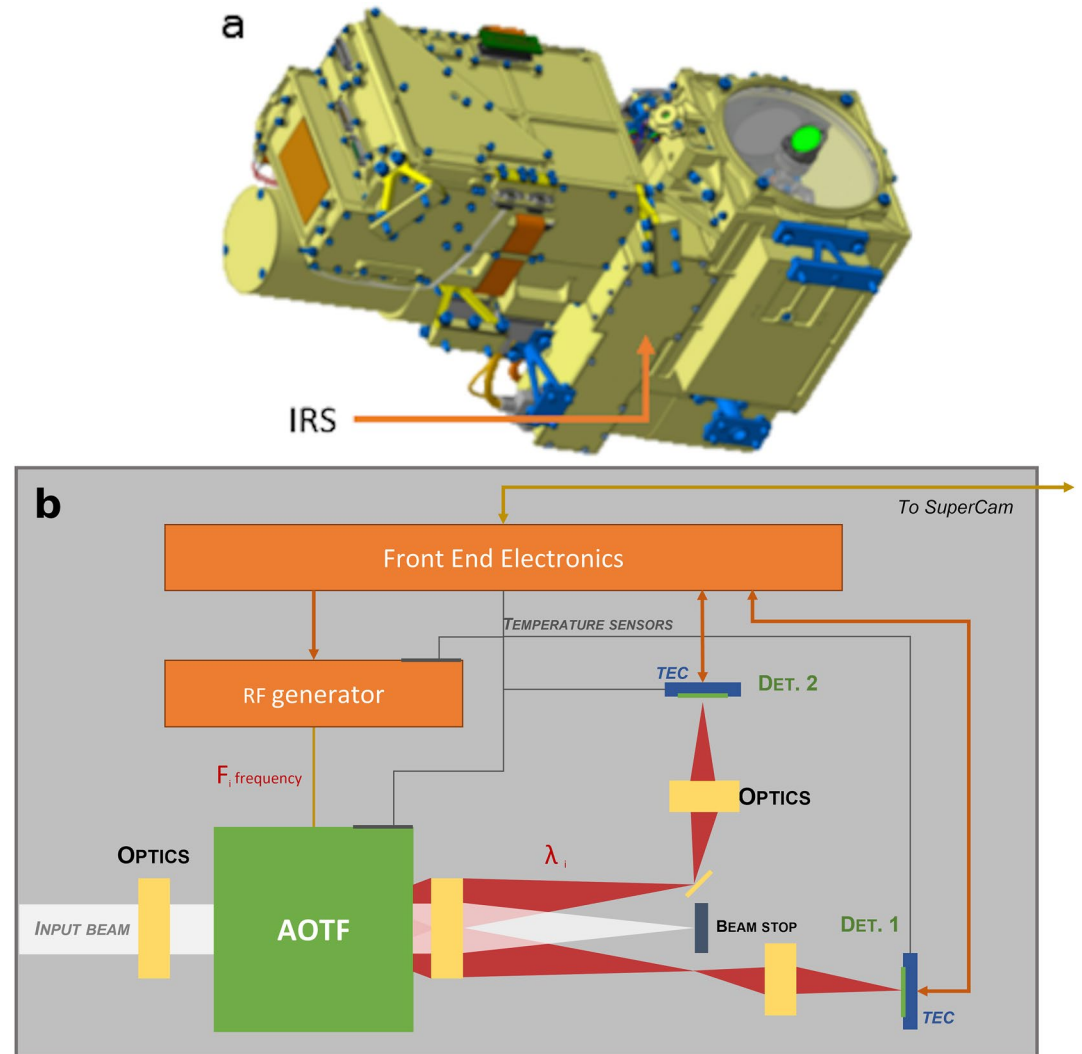 a
IRS
b
To SuperCam
Front End Electronics
TEMPERATURE SENSORS
RF generator
TEC
DET. 2
Fi frequency
OPTICS
OPTICS
λi
INPUT BEAM
AOTF
BEAM STOP
DET. 1
TEC